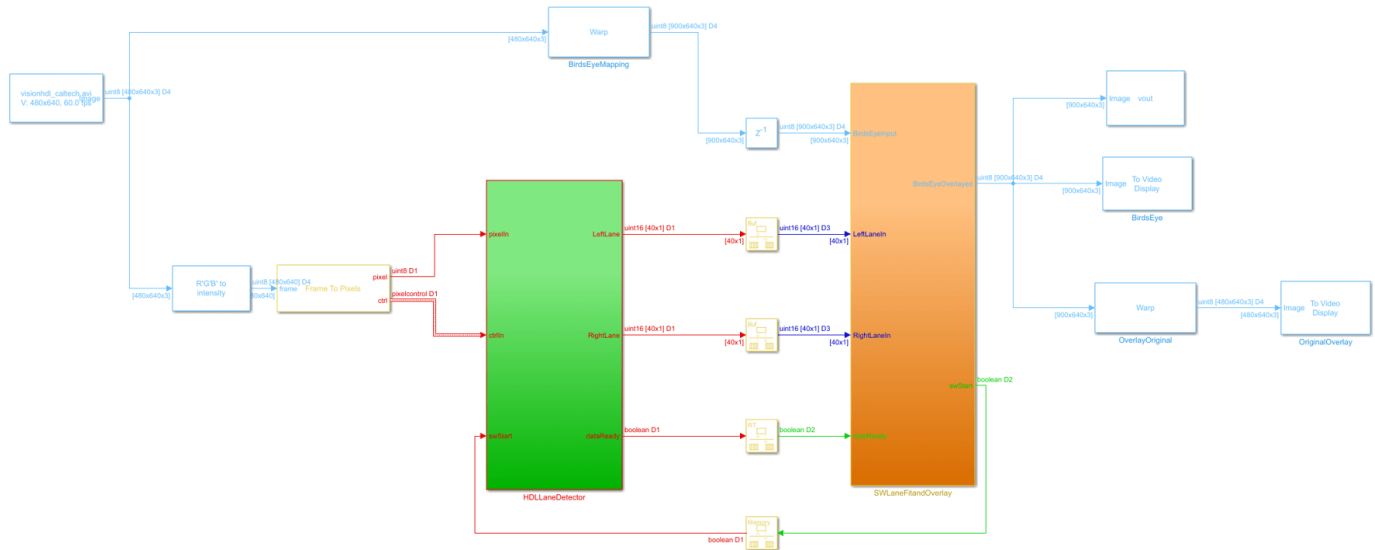 uint8 [900x640x3] D4
Warp
[480x640x3]
BirdsEyeMapping
visionhdl_caltech.avi
V: 480x640, 60.0 fps
Image
uint8 [480x640x3] D4
Image vout
[900x640x3]
Z-1
uint8 [900x640x3] D4
[900x640x3]
[900x640x3]
BirdsEyeInput
BirdsEyeOverlayed
uint8 [900x640x3] D4
Image
To Video
Display
[900x640x3]
BirdsEye
pixelIn
LeftLane
uint16 [40x1] D1
[40x1]
Buf
uint16 [40x1] D3
[40x1]
LeftLaneIn
R'G'B' to
intensity
[480x640x3]
uint8 [480x640] D4
frame
Frame To Pixels
pixel
ctrl
uint8 D1
pixelcontrol D1
ctrlIn
RightLane
uint16 [40x1] D1
[40x1]
Buf
uint16 [40x1] D3
[40x1]
RightLaneIn
Warp
[900x640x3]
OverlayOriginal
uint8 [480x640x3] D4
[480x640x3]
Image
To Video
Display
OriginalOverlay
swStart
boolean D2
swStart
dataReady
boolean D1
RT
boolean D2
dataReady
HDLLaneDetector
SWLaneFitandOverlay
Memory
boolean D1